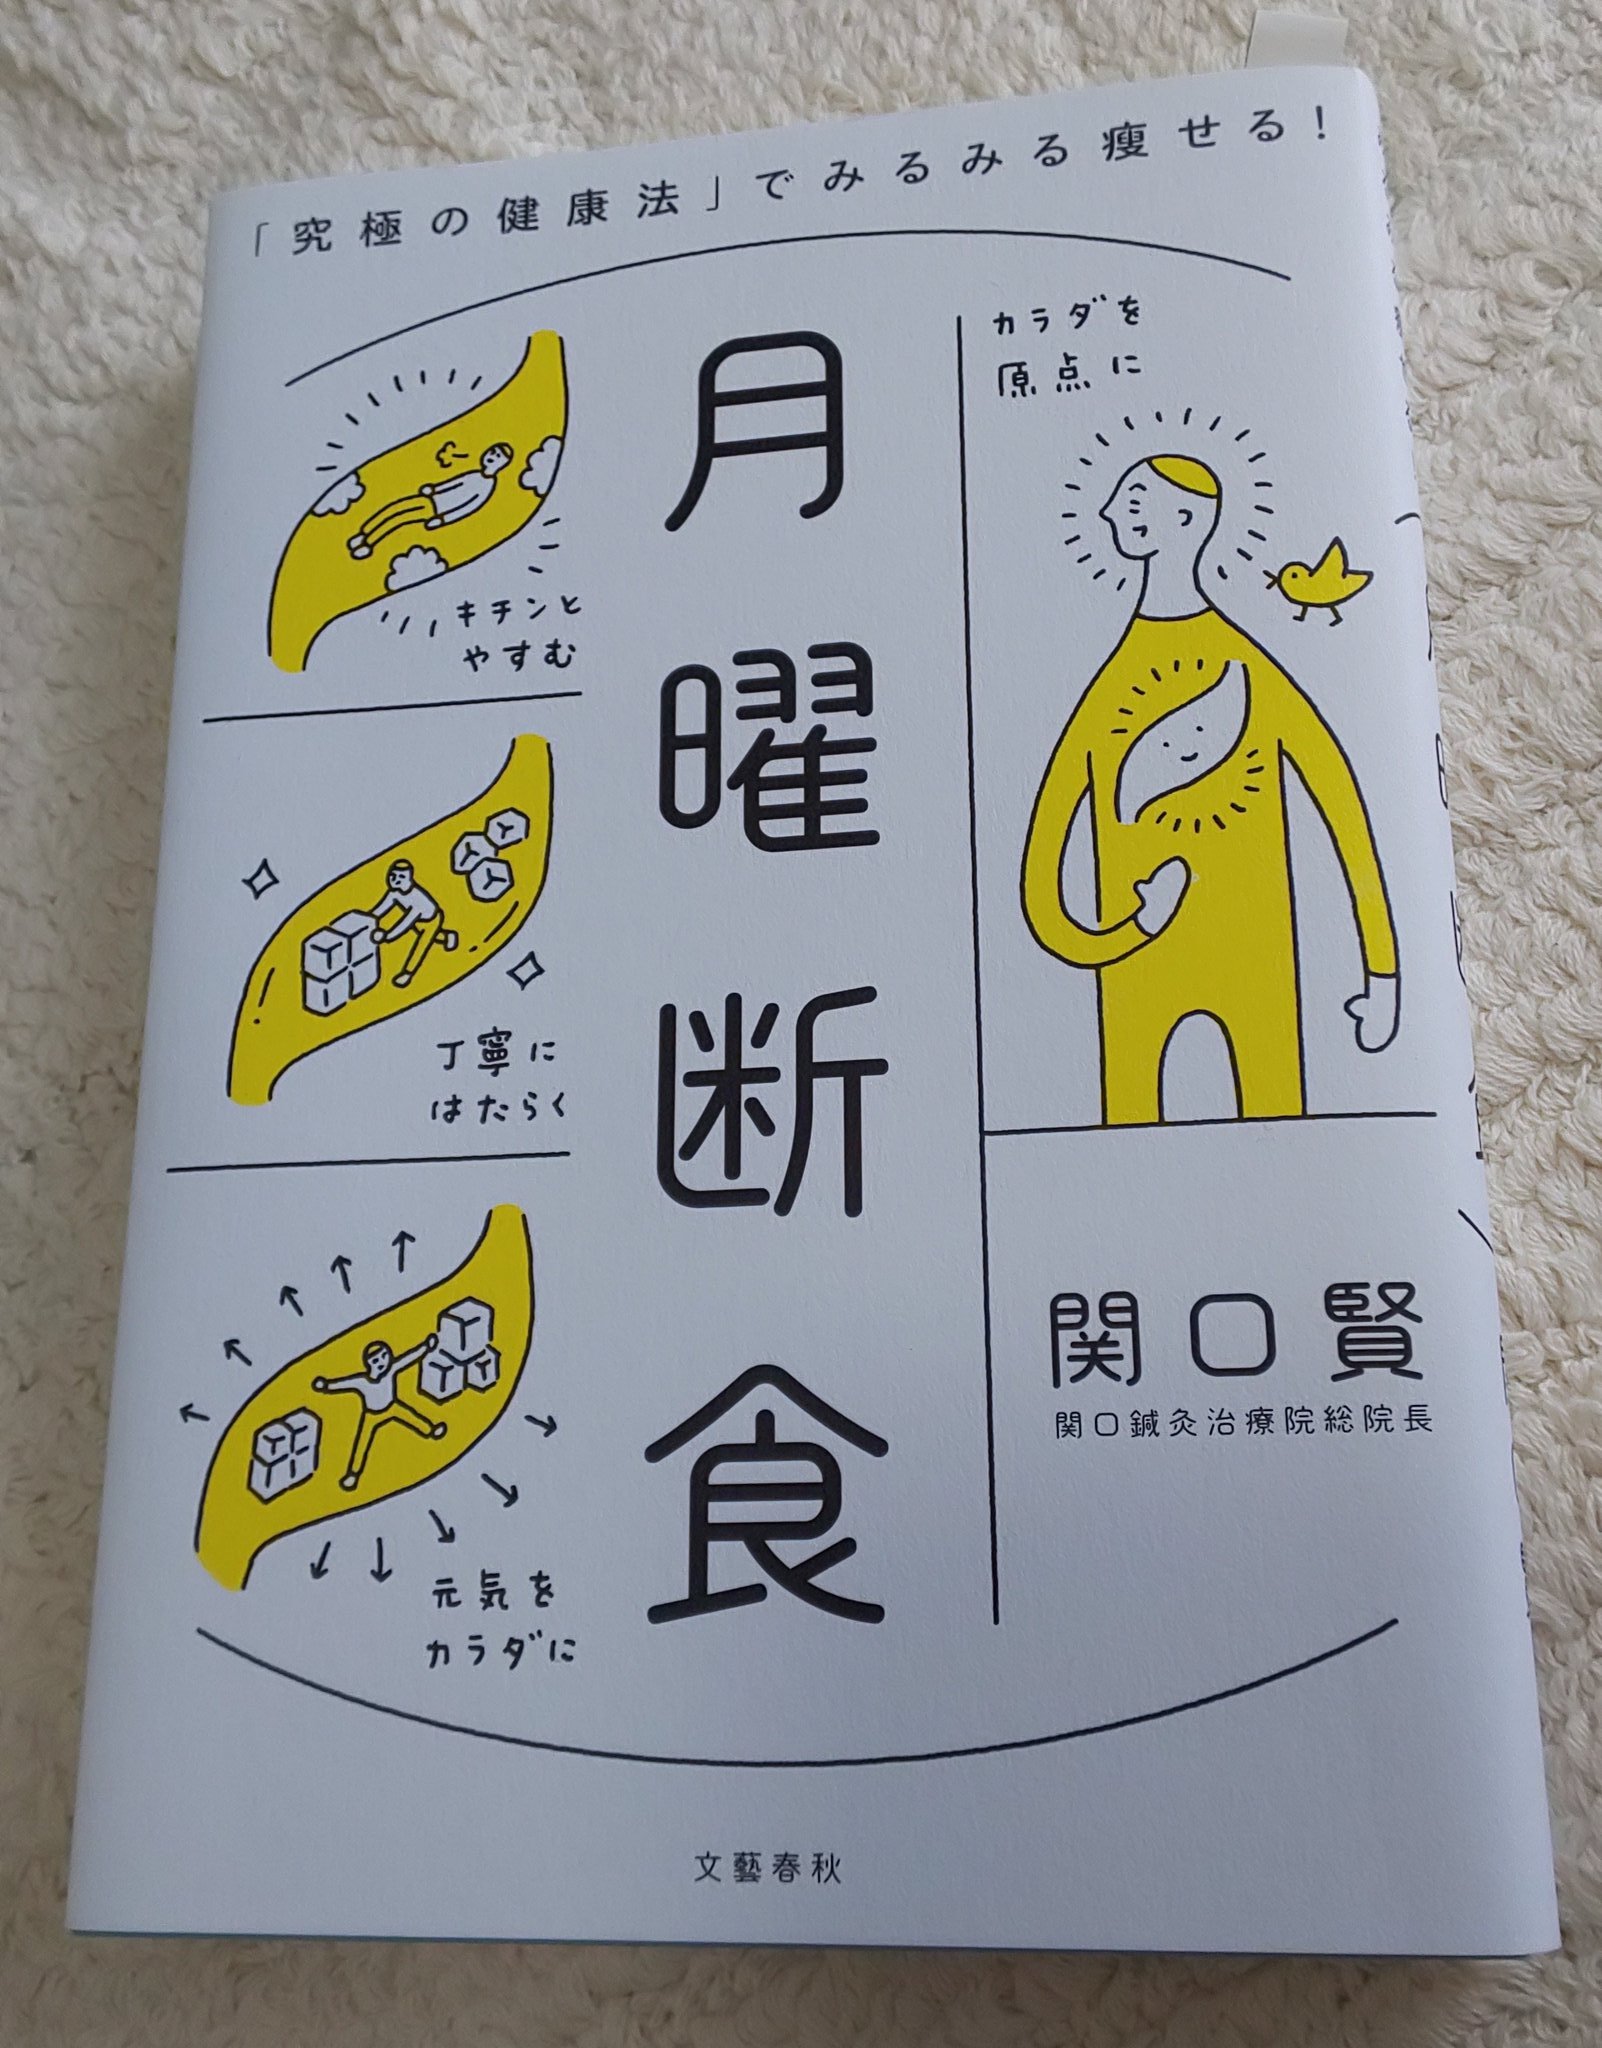 「究極の健康法」でみるみる痩せる!
月曜断食
カラダを
原点に
キチンと
やすむ
丁寧に
はたらく
元気を
カラダに
関口賢
関口鍼灸治療院総院長
文藝春秋